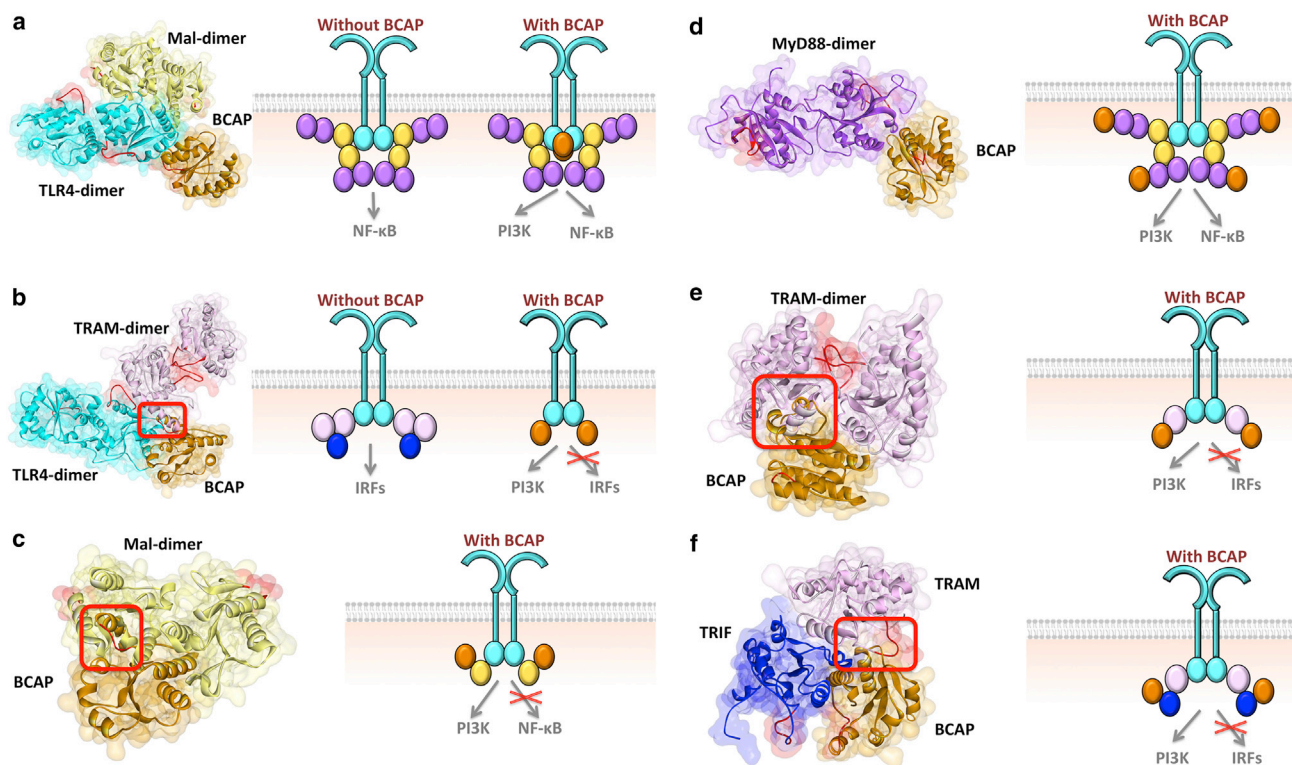 a
Mal-dimer
BCAP
TLR4-dimer
Without BCAP
NF-κB
With BCAP
PI3K
NF-κB
b
TRAM-dimer
TLR4-dimer
BCAP
Without BCAP
IRFs
With BCAP
PI3K
IRFs
c
Mal-dimer
BCAP
With BCAP
PI3K
NF-κB
d
MyD88-dimer
BCAP
With BCAP
PI3K
NF-κB
e
TRAM-dimer
BCAP
With BCAP
PI3K
IRFs
f
TRAM
TRIF
BCAP
With BCAP
PI3K
IRFs